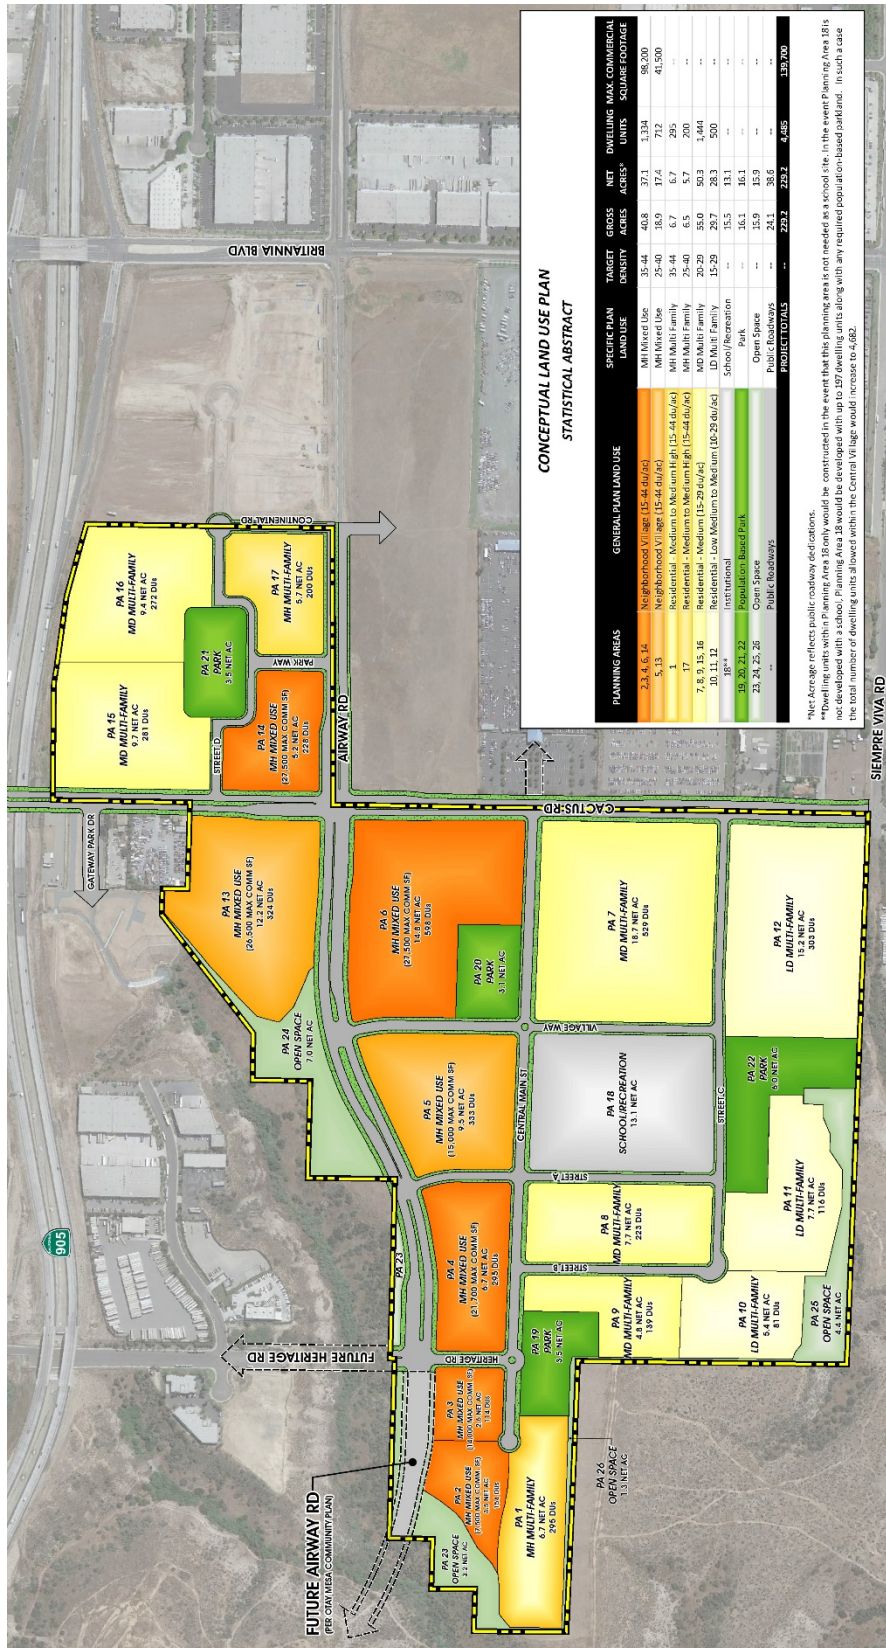 CONCEPTUAL LAND USE PLAN
STATISTICAL ABSTRACT
PLANNING AREAS GENERAL PLAN LAND USE SPECIFIC PLAN LAND USE TARGET DENSITY GROSS ACRES NET ACRES* DWELLING UNITS MAX. COMMERCIAL SQUARE FOOTAGE
2,3,4,6,14 Neighborhood Village (15-44 du/ac) MH Mixed Use 35-44 40.8 37.1 1,334 98,200
5, 13 Neighborhood Village (15-44 du/ac) MH Mixed Use 25-40 18.9 17.4 712 41,500
1 Residential - Medium to Medium High (15-44 du/ac) MH Multi Family 35-44 6.7 6.7 295 --
17 Residential - Medium to Medium High (15-44 du/ac) MH Multi Family 25-40 6.5 5.7 200 --
7, 8, 9, 15, 16 Residential - Medium (15-29 du/ac) MD Multi Family 20-29 55.0 50.3 1,444 --
10, 11, 12 Residential - Low Medium to Medium (10-29 du/ac) LD Multi Family 15-29 29.7 28.3 500 --
18** Institutional School/Recreation -- 15.5 13.1 -- --
19, 20, 21, 22 Population-Based Park Park -- 16.1 16.1 -- --
23, 24, 25, 26 Open Space Open Space -- 15.9 15.9 -- --
-- Public Roadways Public Roadways -- 24.1 38.6 -- --
PROJECT TOTALS -- 229.2 229.2 4,485 139,700
*Net Acreage reflects public roadway dedications.
**Dwelling units within Planning Area 18 only would be constructed in the event that this planning area is not needed as a school site. In the event Planning Area 18 is
not developed with a school, Planning Area 18 would be developed with up to 197 dwelling units along with any required population-based parkland. In such a case
the total number of dwelling units allowed within the Central Village would increase to 4,682.
905
BRITANNIA BLVD
GATEWAY PARK DR
CONTINENTAL RD
PA 16
MD MULTI-FAMILY
9.4 NET AC
272 DUs
PA 15
MD MULTI-FAMILY
9.7 NET AC
281 DUs
PA 21
PARK
3.5 NET AC
PA 17
MH MULTI-FAMILY
5.7 NET AC
200 DUs
PARK WAY
STREET D
PA 14
MH MIXED USE
(27,500 MAX COMM SF)
5.2 NET AC
228 DUs
AIRWAY RD
CACTUS RD
SIEMPRE VIVA RD
PA 13
MH MIXED USE
(26,500 MAX COMM SF)
12.2 NET AC
324 DUs
PA 24
OPEN SPACE
7.0 NET AC
PA 6
MH MIXED USE
(27,500 MAX COMM SF)
14.8 NET AC
598 DUs
PA 20
PARK
3.1 NET AC
PA 7
MD MULTI-FAMILY
18.7 NET AC
529 DUs
PA 12
LD MULTI-FAMILY
15.2 NET AC
303 DUs
VILLAGE WAY
PA 5
MH MIXED USE
(15,000 MAX COMM SF)
9.5 NET AC
333 DUs
CENTRAL MAIN ST
PA 18
SCHOOL/RECREATION
13.1 NET AC
STREET C
PA 22
PARK
6.0 NET AC
STREET A
PA 11
LD MULTI-FAMILY
7.7 NET AC
116 DUs
PA 23
PA 4
MH MIXED USE
(21,700 MAX COMM SF)
6.7 NET AC
295 DUs
PA 8
MD MULTI-FAMILY
7.7 NET AC
223 DUs
STREET B
FUTURE HERITAGE RD
HERITAGE RD
PA 19
PARK
3.5 NET AC
PA 9
MD MULTI-FAMILY
4.8 NET AC
139 DUs
PA 10
LD MULTI-FAMILY
5.4 NET AC
81 DUs
PA 25
OPEN SPACE
4.4 NET AC
PA 3
MH MIXED USE
(14,000 MAX COMM SF)
2.6 NET AC
114 DUs
FUTURE AIRWAY RD
(PER OTAY MESA COMMUNITY PLAN)
PA 2
MH MIXED USE
(7,500 MAX COMM SF)
NET AC
DUs
PA 23
OPEN SPACE
3.2 NET AC
PA 1
MH MULTI-FAMILY
6.7 NET AC
295 DUs
PA 26
OPEN SPACE
1.3 NET AC